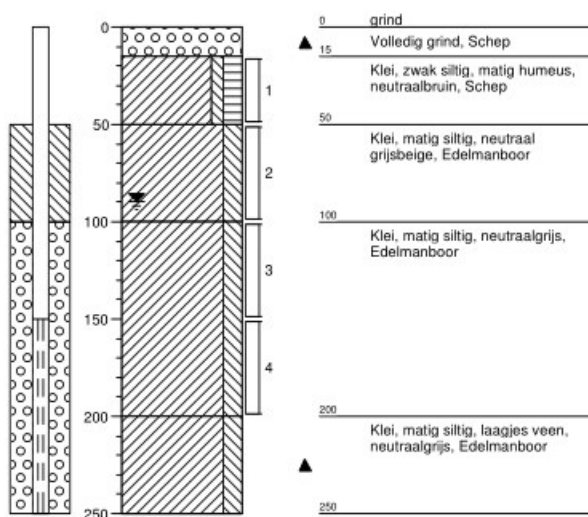 0
50
100
150
200
250
1
2
3
4
0 grind
Volledig grind, Schep
15
Klei, zwak siltig, matig humeus,
neutraalbruin, Schep
50
Klei, matig siltig, neutraal
grijsbeige, Edelmanboor
100
Klei, matig siltig, neutraalgrijs,
Edelmanboor
200
Klei, matig siltig, laagjes veen,
neutraalgrijs, Edelmanboor
250